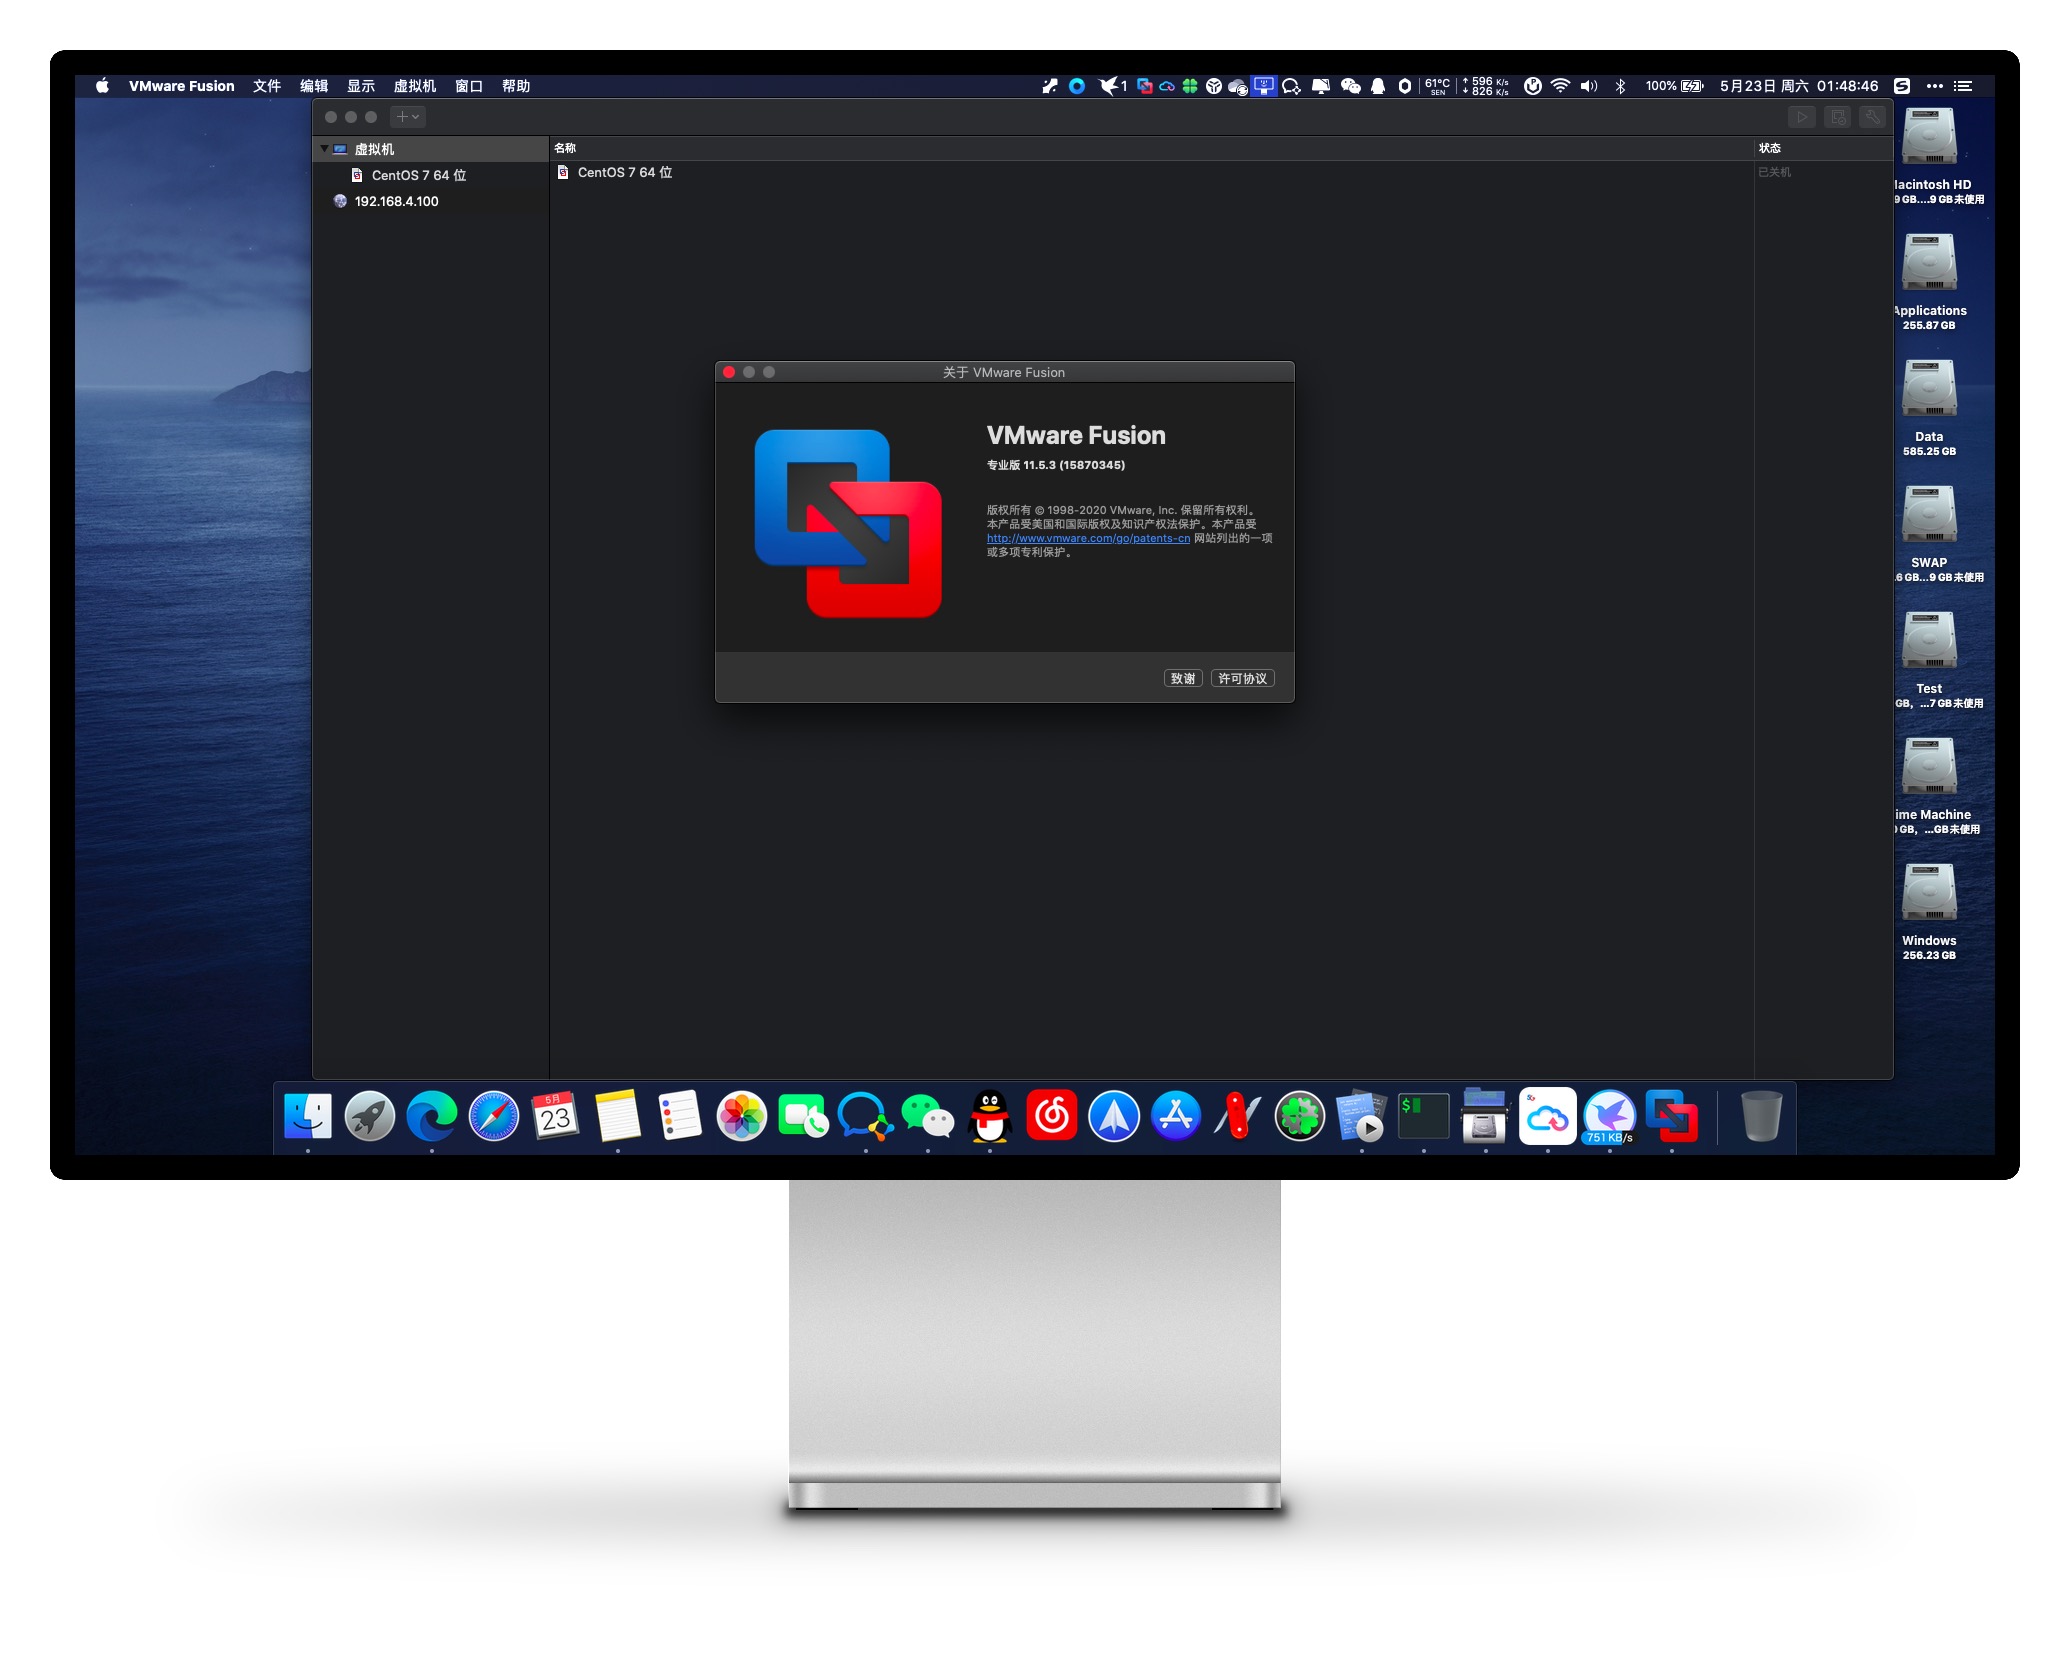 VMware Fusion 文件 编辑 显示 虚拟机 窗口 帮助
1 61°C SEN 596 K/s 826 K/s 100% 5月23日 周六 01:48:46
虚拟机
CentOS 7 64 位
192.168.4.100
名称 状态
CentOS 7 64 位 已关机
关于 VMware Fusion
VMware Fusion
专业版 11.5.3 (15870345)
版权所有 © 1998-2020 VMware, Inc. 保留所有权利。
本产品受美国和国际版权及知识产权法保护。本产品受
http://www.vmware.com/go/patents-cn 网站列出的一项
或多项专利保护。
致谢 许可协议
lacintosh HD
9 GB....9 GB未使用
Applications
255.87 GB
Data
585.25 GB
SWAP
.6 GB...9 GB未使用
Test
GB, ...7 GB未使用
ime Machine
GB, ...GB未使用
Windows
256.23 GB
5月
23
$
751 KB/s